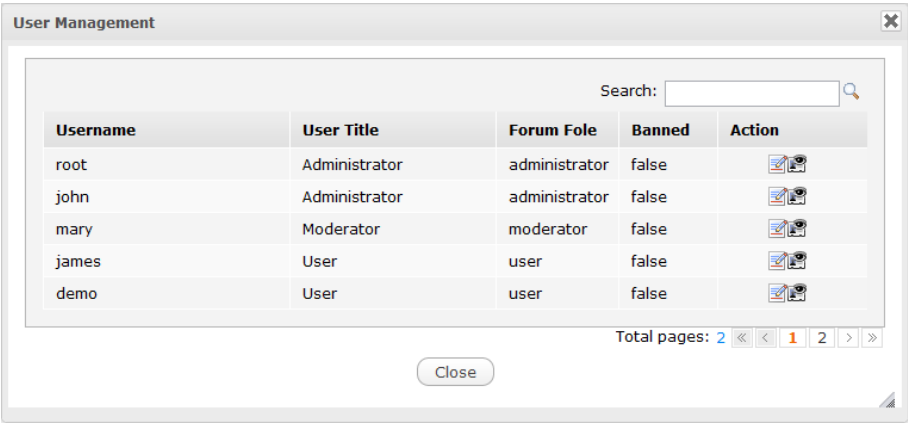 User Management
Search:
Username User Title Forum Fole Banned Action
root Administrator administrator false
john Administrator administrator false
mary Moderator moderator false
james User user false
demo User user false
Total pages: 2 « < 1 2 > »
Close